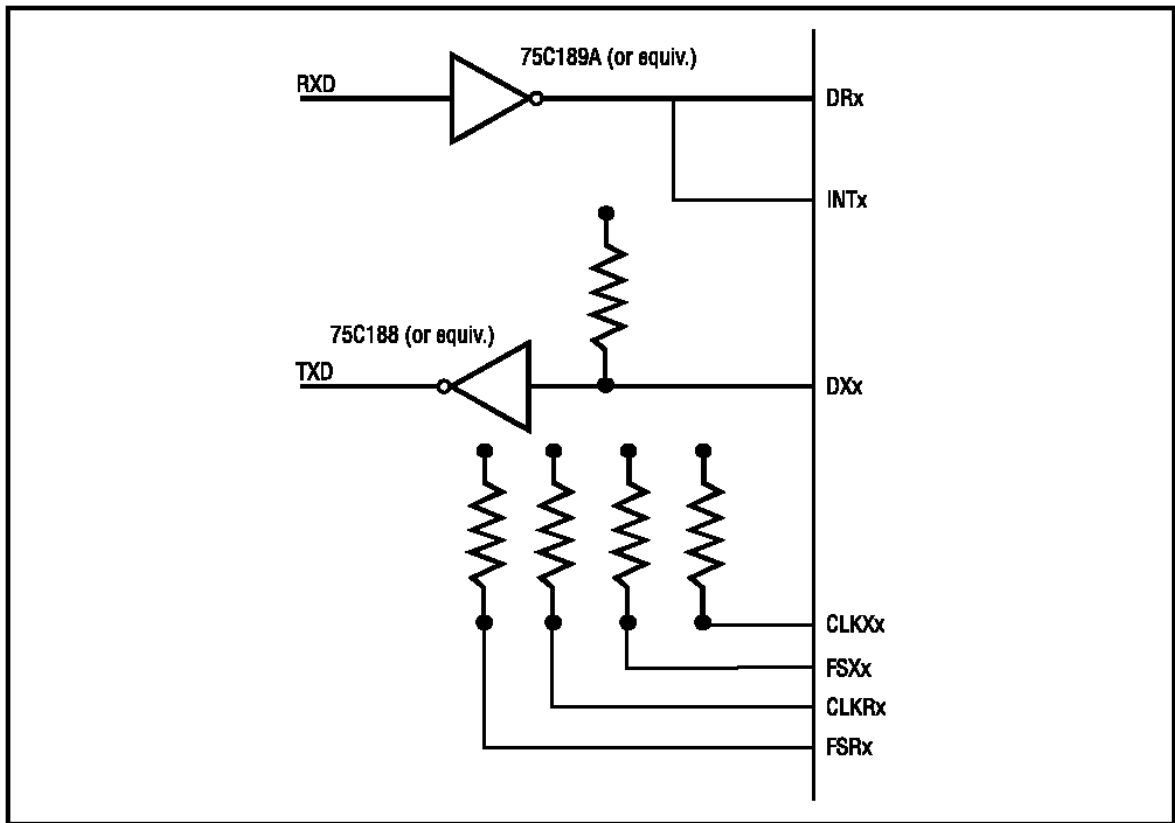 75C189A (or equiv.)
RXD
DRx
INTx
75C188 (or equiv.)
TXD
DXx
CLKXx
FSXx
CLKRx
FSRx